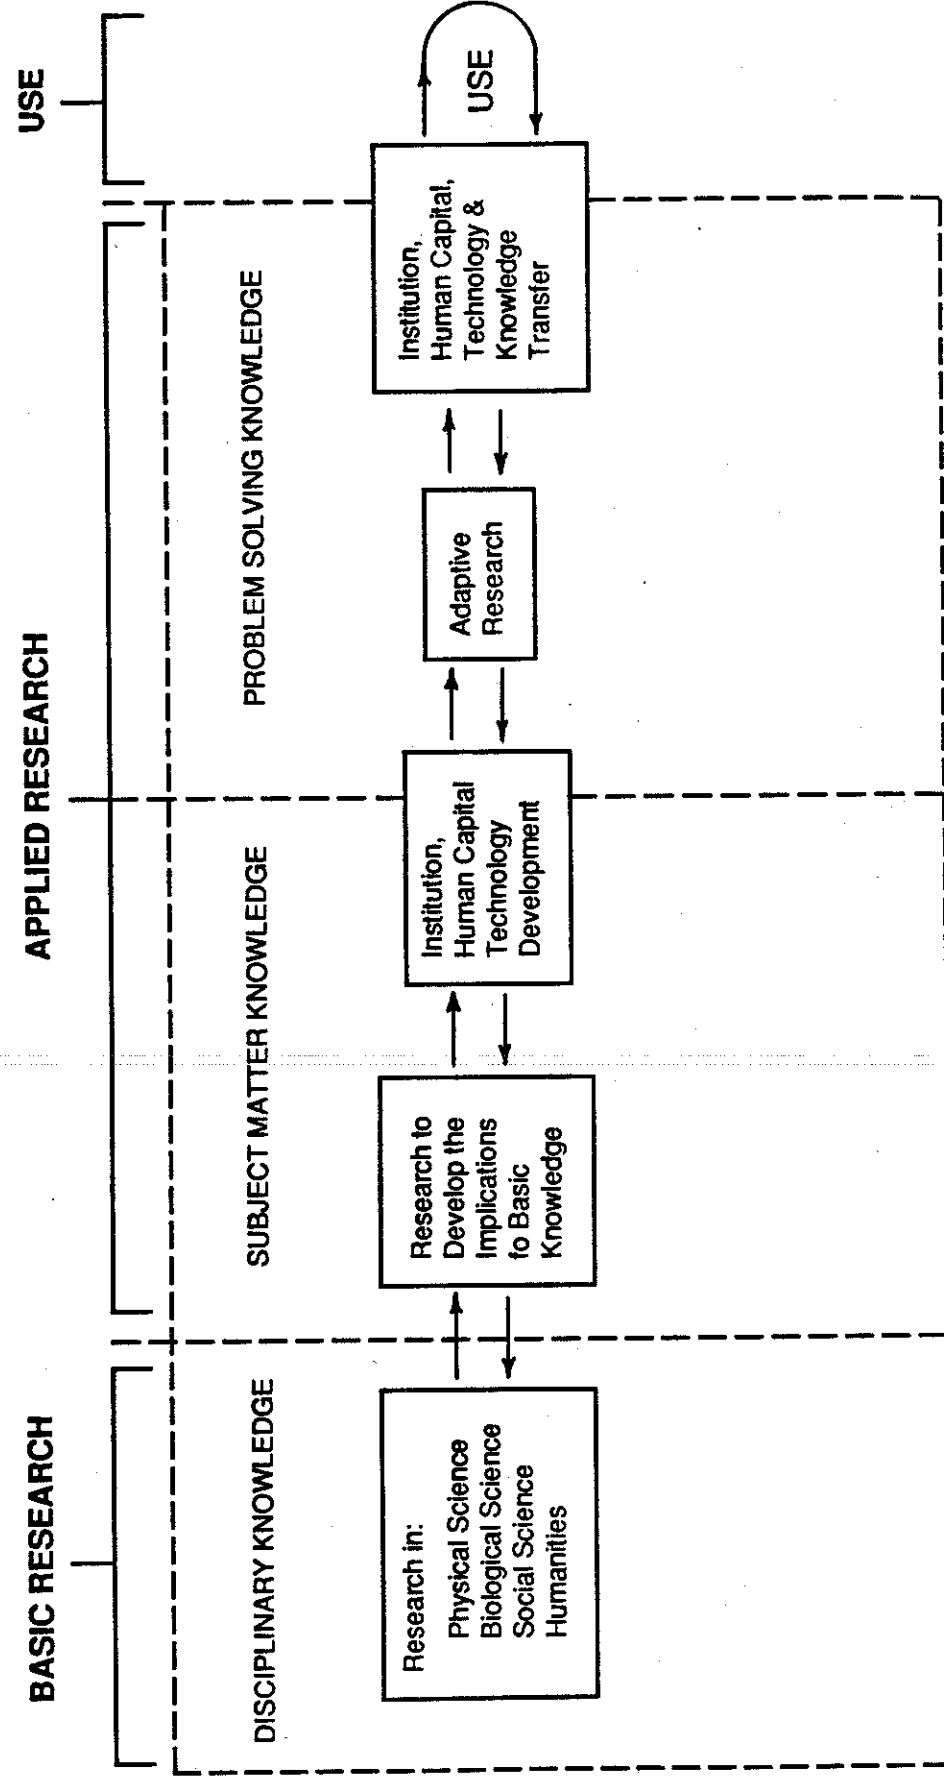 BASIC RESEARCH
APPLIED RESEARCH
USE
DISCIPLINARY KNOWLEDGE
SUBJECT MATTER KNOWLEDGE
PROBLEM SOLVING KNOWLEDGE
Research in:
Physical Science
Biological Science
Social Science
Humanities
Research to
Develop the
Implications
to Basic
Knowledge
Institution,
Human Capital
Technology
Development
Adaptive
Research
Institution,
Human Capital,
Technology &
Knowledge
Transfer
USE